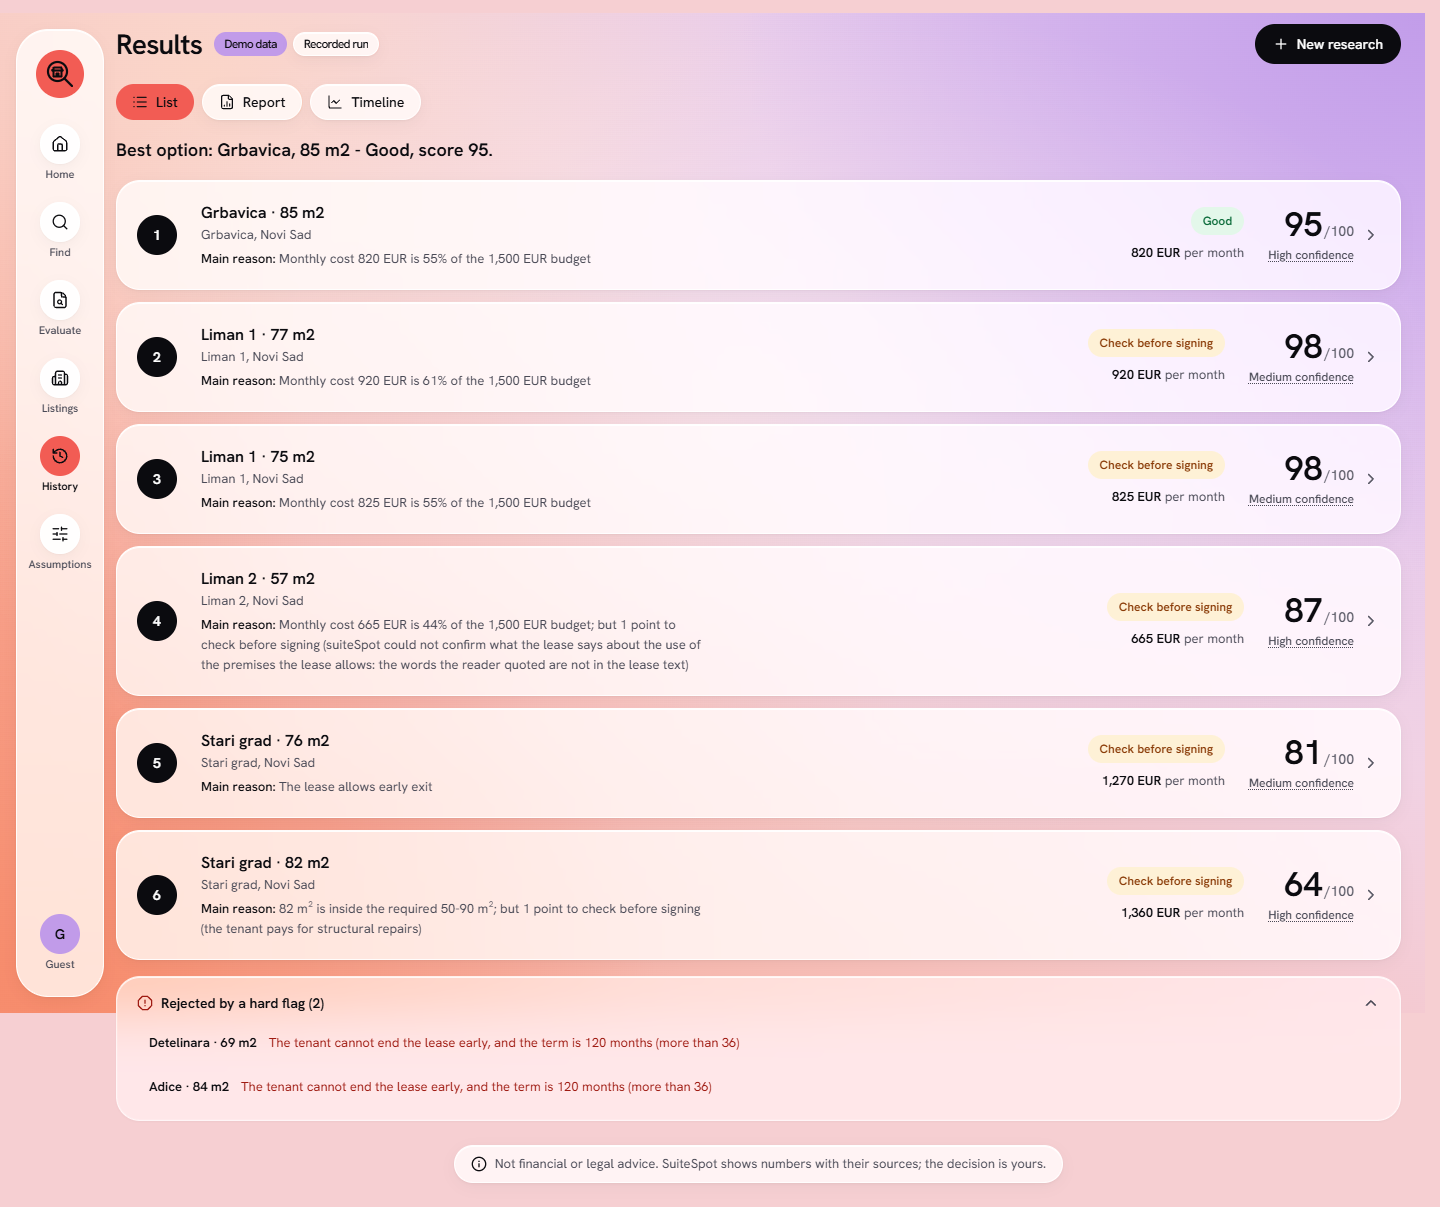 Results
Demo data
Recorded run
New research
List
Report
Timeline
Home
Find
Evaluate
Listings
History
Assumptions
G
Guest
Best option: Grbavica, 85 m2 - Good, score 95.
1
Grbavica · 85 m2
Grbavica, Novi Sad
Main reason: Monthly cost 820 EUR is 55% of the 1,500 EUR budget
Good
820 EUR per month
95/100
High confidence
2
Liman 1 · 77 m2
Liman 1, Novi Sad
Main reason: Monthly cost 920 EUR is 61% of the 1,500 EUR budget
Check before signing
920 EUR per month
98/100
Medium confidence
3
Liman 1 · 75 m2
Liman 1, Novi Sad
Main reason: Monthly cost 825 EUR is 55% of the 1,500 EUR budget
Check before signing
825 EUR per month
98/100
Medium confidence
4
Liman 2 · 57 m2
Liman 2, Novi Sad
Main reason: Monthly cost 665 EUR is 44% of the 1,500 EUR budget; but 1 point to
check before signing (suiteSpot could not confirm what the lease says about the use of
the premises the lease allows: the words the reader quoted are not in the lease text)
Check before signing
665 EUR per month
87/100
High confidence
5
Stari grad · 76 m2
Stari grad, Novi Sad
Main reason: The lease allows early exit
Check before signing
1,270 EUR per month
81/100
Medium confidence
6
Stari grad · 82 m2
Stari grad, Novi Sad
Main reason: 82 m² is inside the required 50-90 m²; but 1 point to check before signing
(the tenant pays for structural repairs)
Check before signing
1,360 EUR per month
64/100
High confidence
Rejected by a hard flag (2)
Detelinara · 69 m2 The tenant cannot end the lease early, and the term is 120 months (more than 36)
Adice · 84 m2 The tenant cannot end the lease early, and the term is 120 months (more than 36)
Not financial or legal advice. SuiteSpot shows numbers with their sources; the decision is yours.